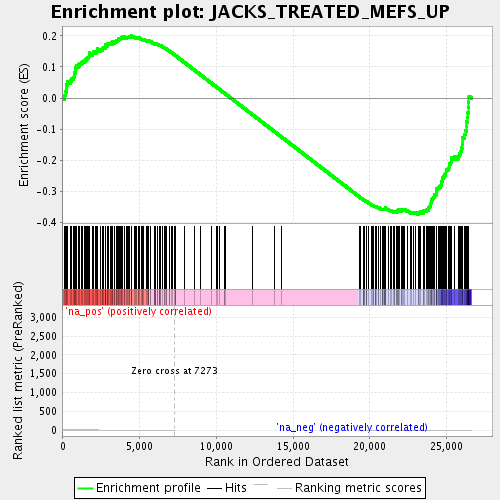 Enrichment plot: JACKS_TREATED_MEFS_UP
Enrichment score (ES)
0.2
0.1
0.0
-0.1
-0.2
-0.3
-0.4
Ranked list metric (PreRanked)
'na_pos' (positively correlated)
3,000
2,500
2,000
1,500
1,000
500
0
Zero cross at 7273
'na_neg' (negatively correlated)
0 5,000 10,000 15,000 20,000 25,000
Rank in Ordered Dataset
Enrichment profile Hits Ranking metric scores